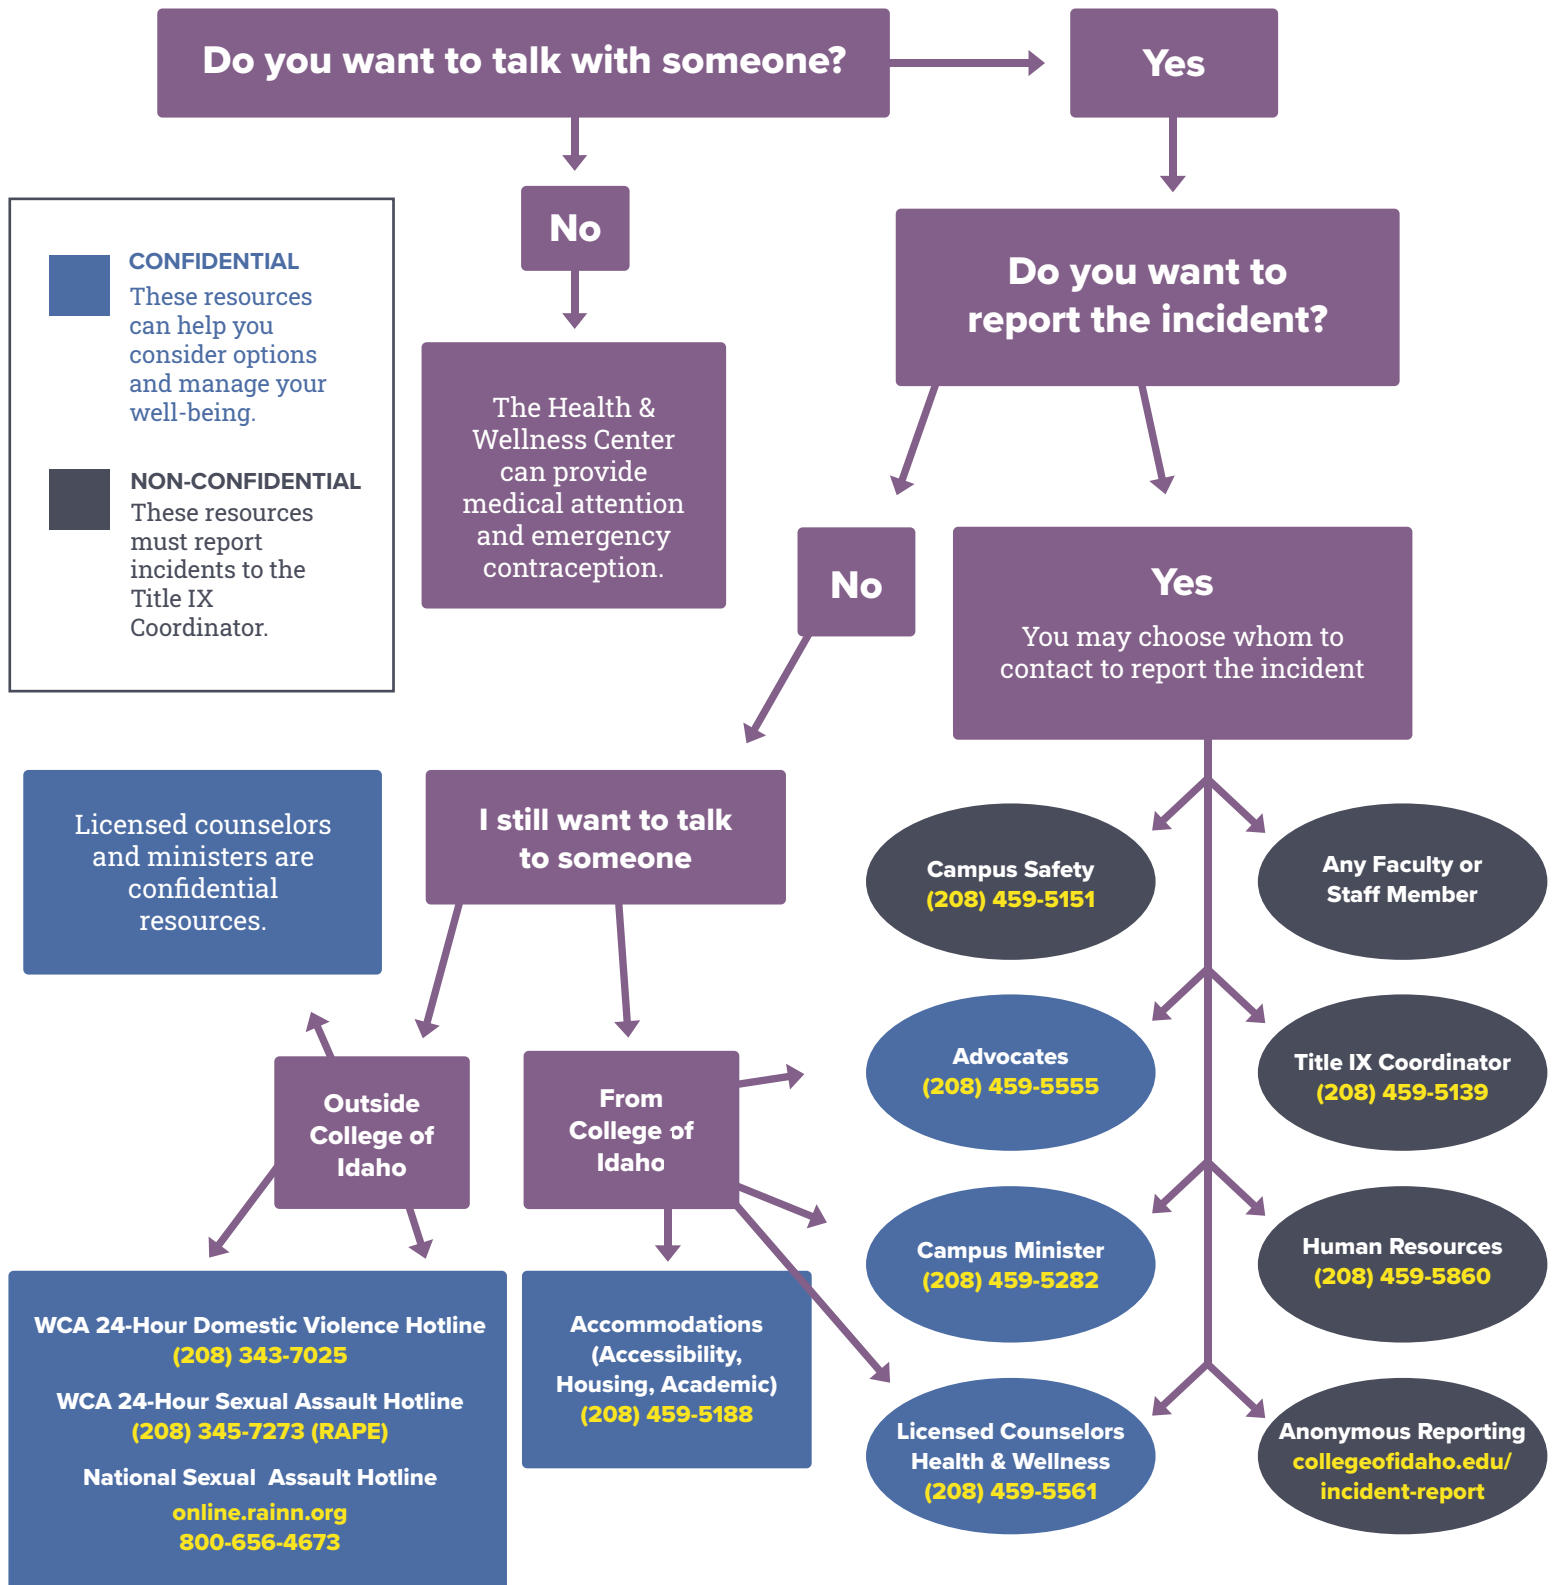 Do you want to talk with someone?
Yes
No
Do you want to
report the incident?
CONFIDENTIAL
These resources
can help you
consider options
and manage your
well-being.
NON-CONFIDENTIAL
These resources
must report
incidents to the
Title IX
Coordinator.
The Health &
Wellness Center
can provide
medical attention
and emergency
contraception.
No
Yes
You may choose whom to
contact to report the incident
Licensed counselors
and ministers are
confidential
resources.
I still want to talk
to someone
Campus Safety
(208) 459-5151
Any Faculty or
Staff Member
Outside
College of
Idaho
From
College of
Idaho
Advocates
(208) 459-5555
Title IX Coordinator
(208) 459-5139
Campus Minister
(208) 459-5282
Human Resources
(208) 459-5860
WCA 24-Hour Domestic Violence Hotline
(208) 343-7025
WCA 24-Hour Sexual Assault Hotline
(208) 345-7273 (RAPE)
National Sexual Assault Hotline
online.rainn.org
800-656-4673
Accommodations
(Accessibility,
Housing, Academic)
(208) 459-5188
Licensed Counselors
Health & Wellness
(208) 459-5561
Anonymous Reporting
collegeofidaho.edu/
incident-report